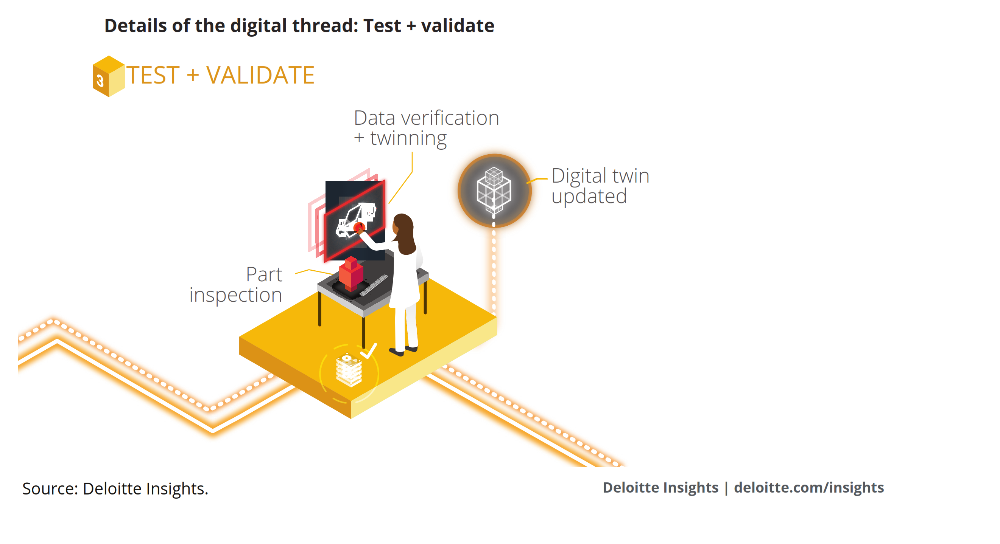 Details of the digital thread: Test + validate
3
TEST + VALIDATE
Data verification
+ twinning
Digital twin
updated
Part
inspection
Source: Deloitte Insights.
Deloitte Insights | deloitte.com/insights